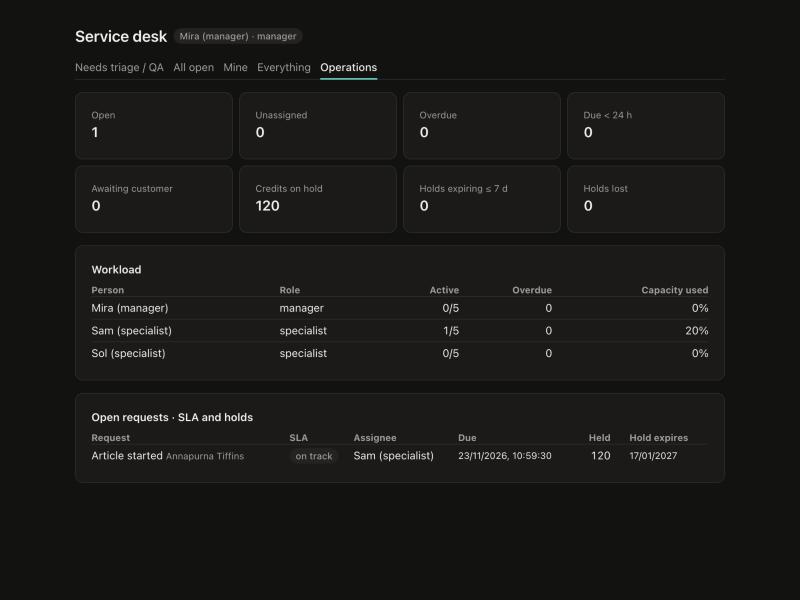 Service desk Mira (manager) · manager
Needs triage / QA All open Mine Everything Operations
Open Unassigned Overdue Due < 24 h
1 0 0 0
Awaiting customer Credits on hold Holds expiring ≤ 7 d Holds lost
0 120 0 0
Workload
Person Role Active Overdue Capacity used
Mira (manager) manager 0/5 0 0%
Sam (specialist) specialist 1/5 0 20%
Sol (specialist) specialist 0/5 0 0%
Open requests · SLA and holds
Request SLA Assignee Due Held Hold expires
Article started Annapurna Tiffins on track Sam (specialist) 23/11/2026, 10:59:30 120 17/01/2027